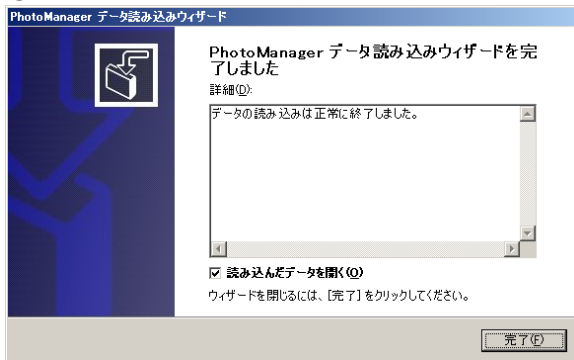 PhotoManager データ読み込みウィザード
PhotoManager データ読み込みウィザードを完
了しました
詳細(D):
データの読み込みは正常に終了しました。
読み込んだデータを開く(O)
ウィザードを閉じるには、[完了]をクリックしてください。
完了(F)